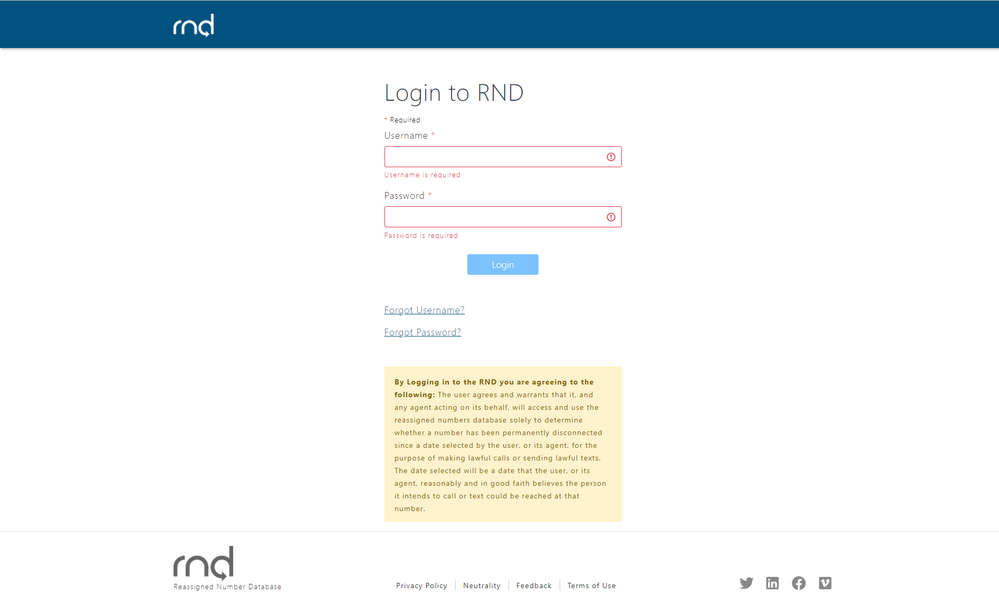 rnd
Login to RND
* Required
Username *
Username is required
Password *
Password is required
Login
Forgot Username?
Forgot Password?
By Logging in to the RND you are agreeing to the
following: The user agrees and warrants that it, and
any agent acting on its behalf, will access and use the
reassigned numbers database solely to determine
whether a number has been permanently disconnected
since a date selected by the user, or its agent, for the
purpose of making lawful calls or sending lawful texts.
The date selected will be a date that the user, or its
agent, reasonably and in good faith believes the person
it intends to call or text could be reached at that
number.
rnd
Reassigned Number Database
Privacy Policy
Neutrality
Feedback
Terms of Use